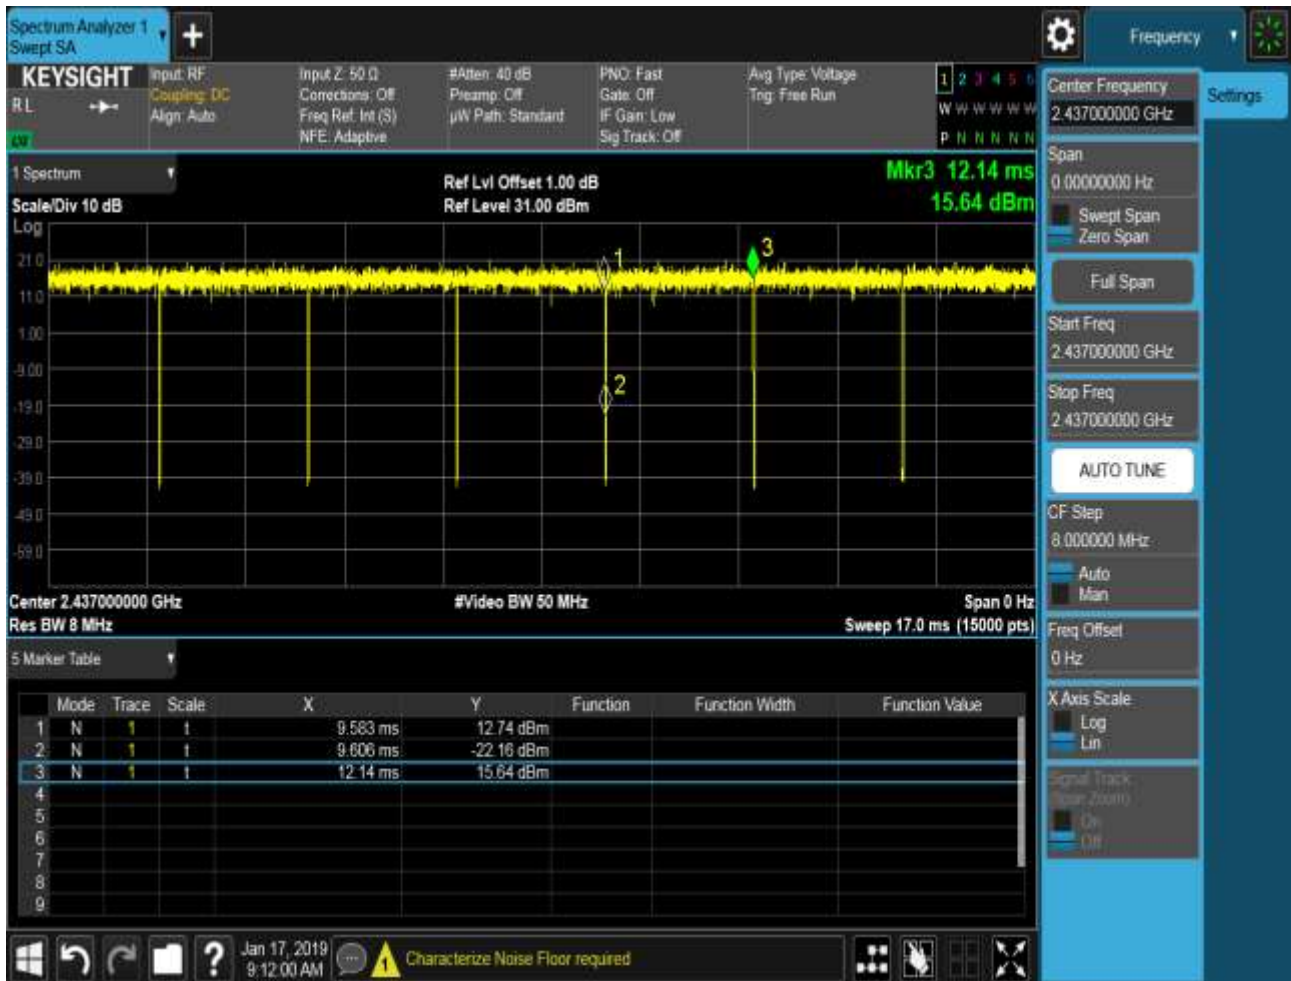 Spectrum Analyzer 1
Swept SA
Frequency
KEYSIGHT
R L
Input: RF
Coupling: DC
Align: Auto
Input Z: 50 Ω
Corrections: Off
Freq Ref: Int (S)
NFE: Adaptive
#Atten: 40 dB
Preamp: Off
µW Path: Standard
PNO: Fast
Gate: Off
IF Gain: Low
Sig Track: Off
Avg Type: Voltage
Trig: Free Run
1 2 3 4 5 6
W W W W W W
P N N N N N
1 Spectrum
Scale/Div 10 dB
Log
Ref Lvl Offset 1.00 dB
Ref Level 31.00 dBm
Mkr3 12.14 ms
15.64 dBm
21.0
11.0
1.00
-9.00
-19.0
-29.0
-39.0
-49.0
-59.0
1
2
3
Center 2.437000000 GHz
Res BW 8 MHz
#Video BW 50 MHz
Span 0 Hz
Sweep 17.0 ms (15000 pts)
5 Marker Table
Mode Trace Scale X Y Function Function Width Function Value
1 N 1 t 9.583 ms 12.74 dBm
2 N 1 t 9.606 ms -22.16 dBm
3 N 1 t 12.14 ms 15.64 dBm
4
5
6
7
8
9
Jan 17, 2019
9:12:00 AM
1
Characterize Noise Floor required
Settings
Center Frequency
2.437000000 GHz
Span
0.00000000 Hz
Swept Span
Zero Span
Full Span
Start Freq
2.437000000 GHz
Stop Freq
2.437000000 GHz
AUTO TUNE
CF Step
8.000000 MHz
Auto
Man
Freq Offset
0 Hz
X Axis Scale
Log
Lin
Signal Track
(Span Zoom)
On
Off